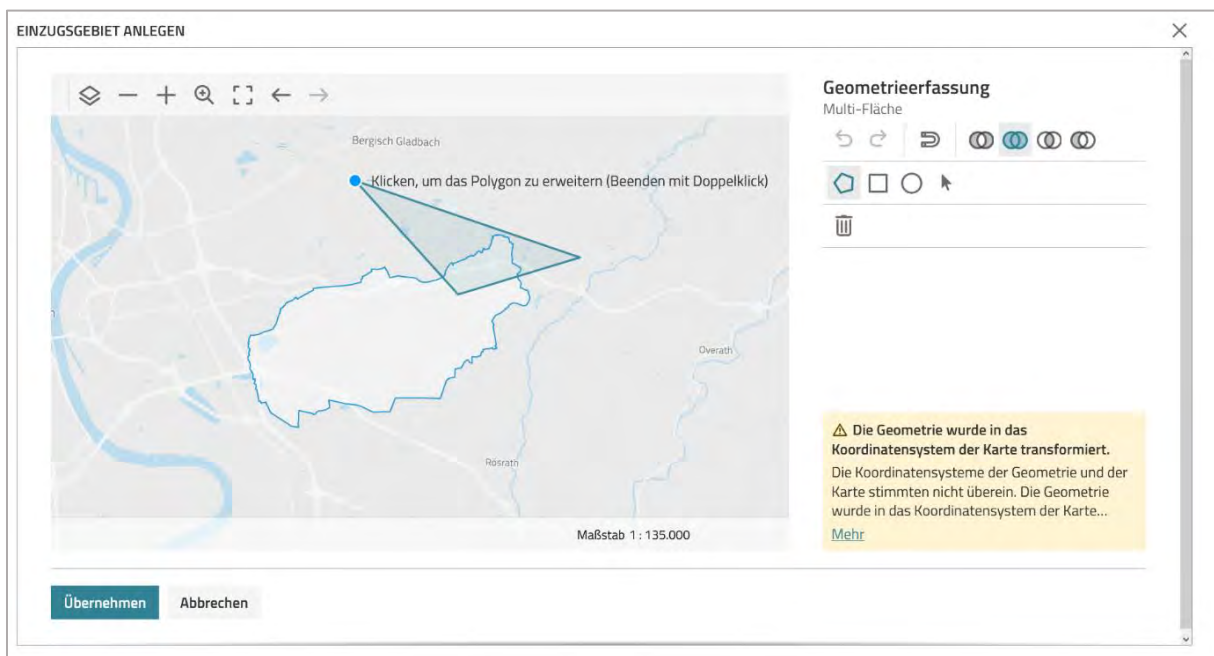 EINZUGSGEBIET ANLEGEN
Geometrieerfassung
Multi-Fläche
Bergisch Gladbach
Klicken, um das Polygon zu erweitern (Beenden mit Doppelklick)
Overath
Rösrath
Maßstab 1 : 135.000
Die Geometrie wurde in das
Koordinatensystem der Karte transformiert.
Die Koordinatensysteme der Geometrie und der
Karte stimmten nicht überein. Die Geometrie
wurde in das Koordinatensystem der Karte...
Mehr
Übernehmen
Abbrechen